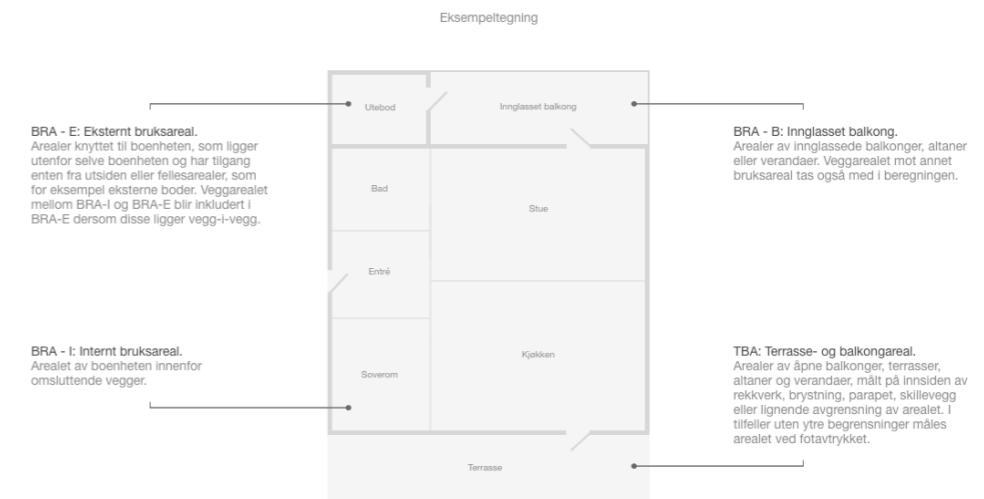 Eksempeltegning
Utebod
Innglasset balkong
BRA - E: Eksternt bruksareal.
Arealer knyttet til boenheten, som ligger
utenfor selve boenheten og har tilgang
enten fra utsiden eller fellesarealer, som
for eksempel eksterne boder. Veggarealet
mellom BRA-I og BRA-E blir inkludert i
BRA-E dersom disse ligger vegg-i-vegg.
BRA - B: Innglasset balkong.
Arealer av innglassede balkonger, altaner
eller verandaer. Veggarealet mot annet
bruksareal tas også med i beregningen.
Bad
Stue
Entré
BRA - I: Internt bruksareal.
Arealet av boenheten innenfor
omsluttende vegger.
Soverom
Kjøkken
TBA: Terrasse- og balkongareal.
Arealer av åpne balkonger, terrasser,
altaner og verandaer, målt på innsiden av
rekkverk, brystning, parapet, skillevegg
eller lignende avgrensning av arealet. I
tilfeller uten ytre begrensninger måles
arealet ved fotavtrykket.
Terrasse